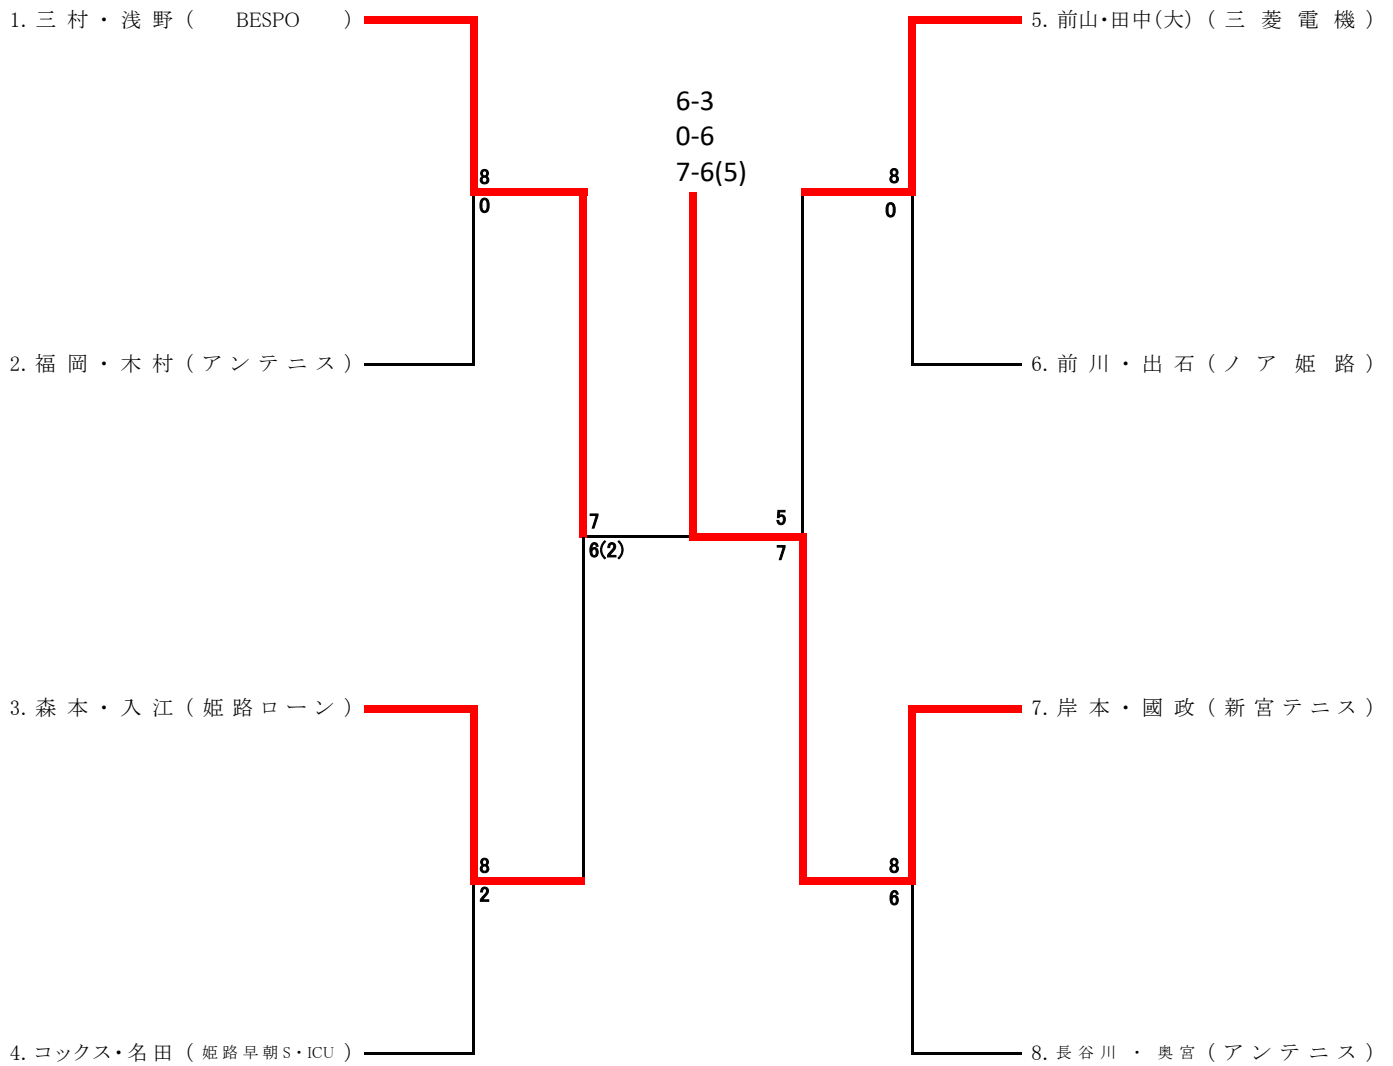 1. 三村・浅野 ( BESPO )
5. 前山・田中(大) ( 三菱電機 )
6-3
0-6
7-6(5)
8
0
8
0
2. 福岡・木村 ( アンテニス )
6. 前川・出石 ( ノア姫路 )
7
6(2)
5
7
3. 森本・入江 ( 姫路ローン )
7. 岸本・國政 ( 新宮テニス )
8
2
8
6
4. コックス・名田 ( 姫路早朝S・ICU )
8. 長谷川・奥宮 ( アンテニス )